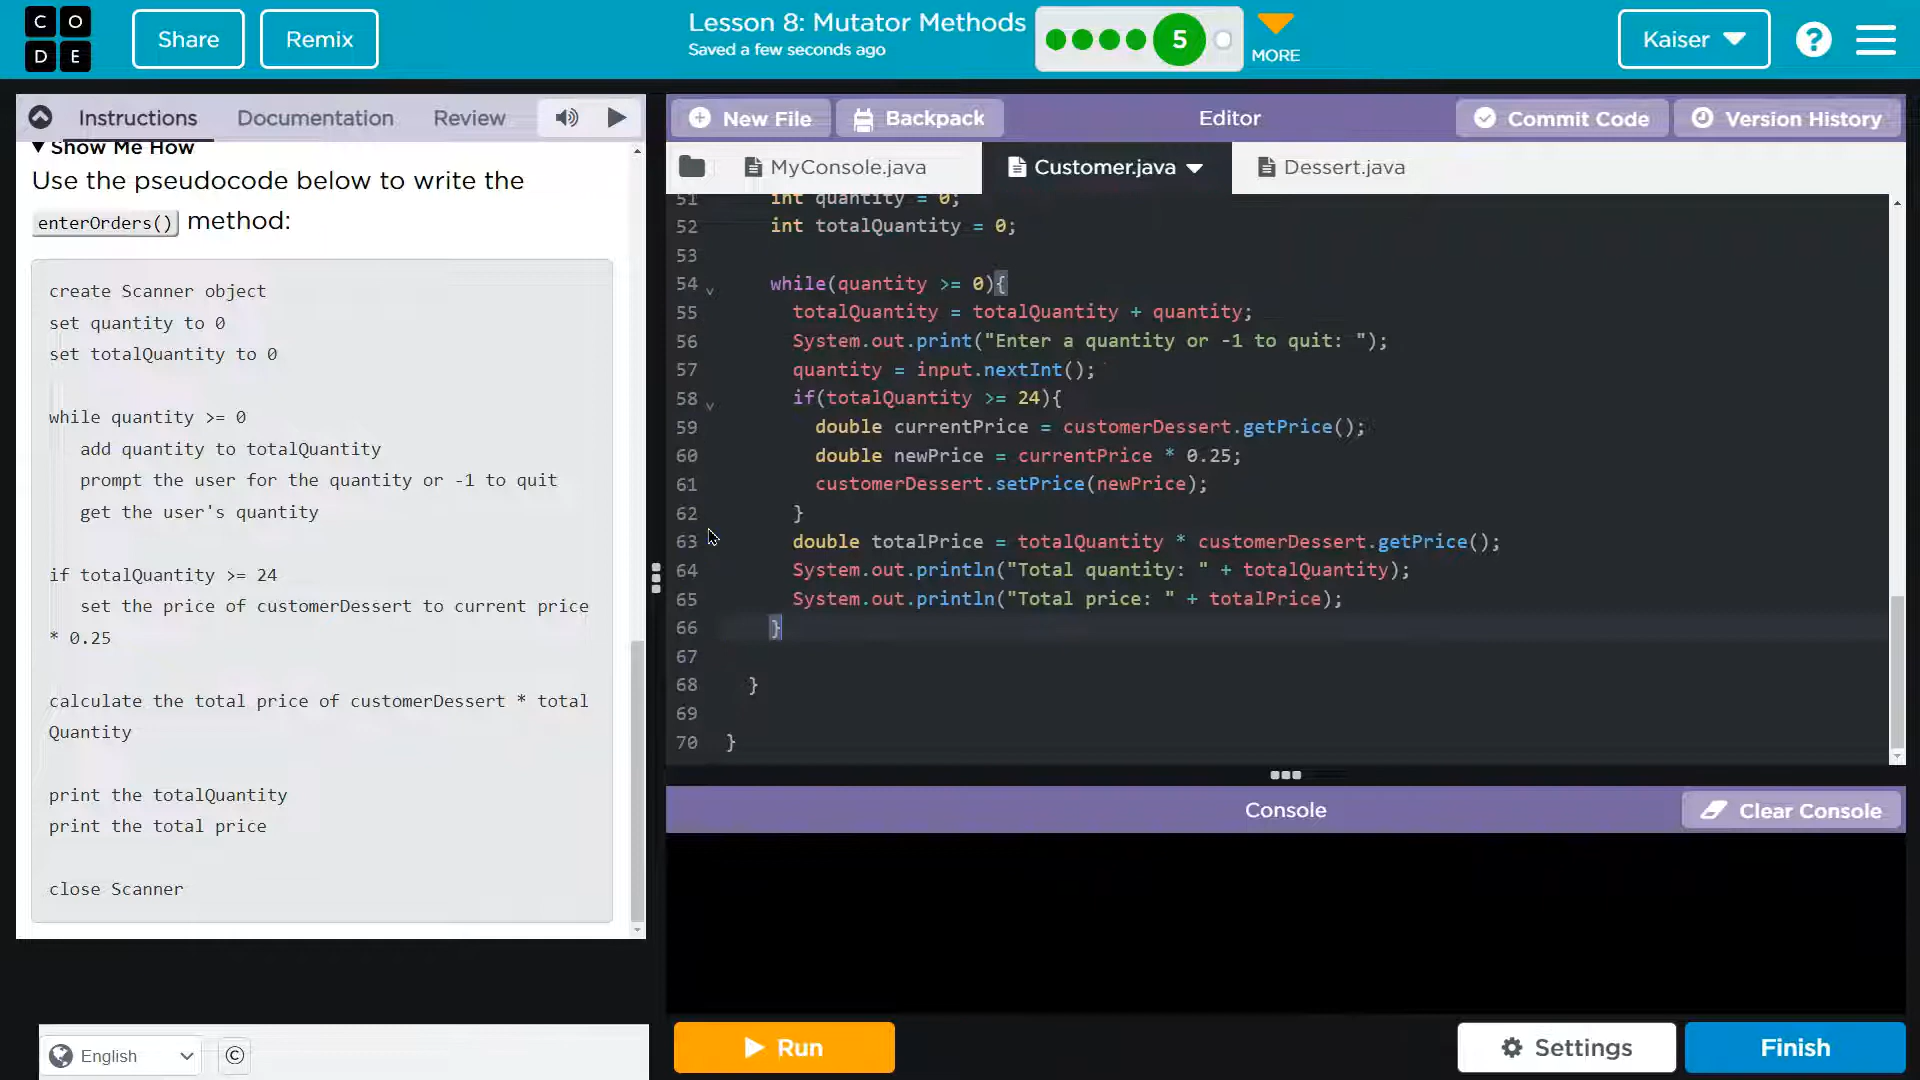 CODE
Share
Remix
Lesson 8: Mutator Methods
Saved a few seconds ago
5
MORE
Kaiser
?
Instructions
Documentation
Review
Show Me How
Use the pseudocode below to write the
enterOrders() method:
create Scanner object
set quantity to 0
set totalQuantity to 0
while quantity >= 0
add quantity to totalQuantity
prompt the user for the quantity or -1 to quit
get the user's quantity
if totalQuantity >= 24
set the price of customerDessert to current price
* 0.25
calculate the total price of customerDessert * total
Quantity
print the totalQuantity
print the total price
close Scanner
English
©
New File
Backpack
Editor
Commit Code
Version History
MyConsole.java
Customer.java
Dessert.java
51 int quantity = 0;
52 int totalQuantity = 0;
53
54 while(quantity >= 0){
55 totalQuantity = totalQuantity + quantity;
56 System.out.print("Enter a quantity or -1 to quit: ");
57 quantity = input.nextInt();
58 if(totalQuantity >= 24){
59 double currentPrice = customerDessert.getPrice();
60 double newPrice = currentPrice * 0.25;
61 customerDessert.setPrice(newPrice);
62 }
63 double totalPrice = totalQuantity * customerDessert.getPrice();
64 System.out.println("Total quantity: " + totalQuantity);
65 System.out.println("Total price: " + totalPrice);
66 }
67
68 }
69
70 }
Console
Clear Console
Run
Settings
Finish